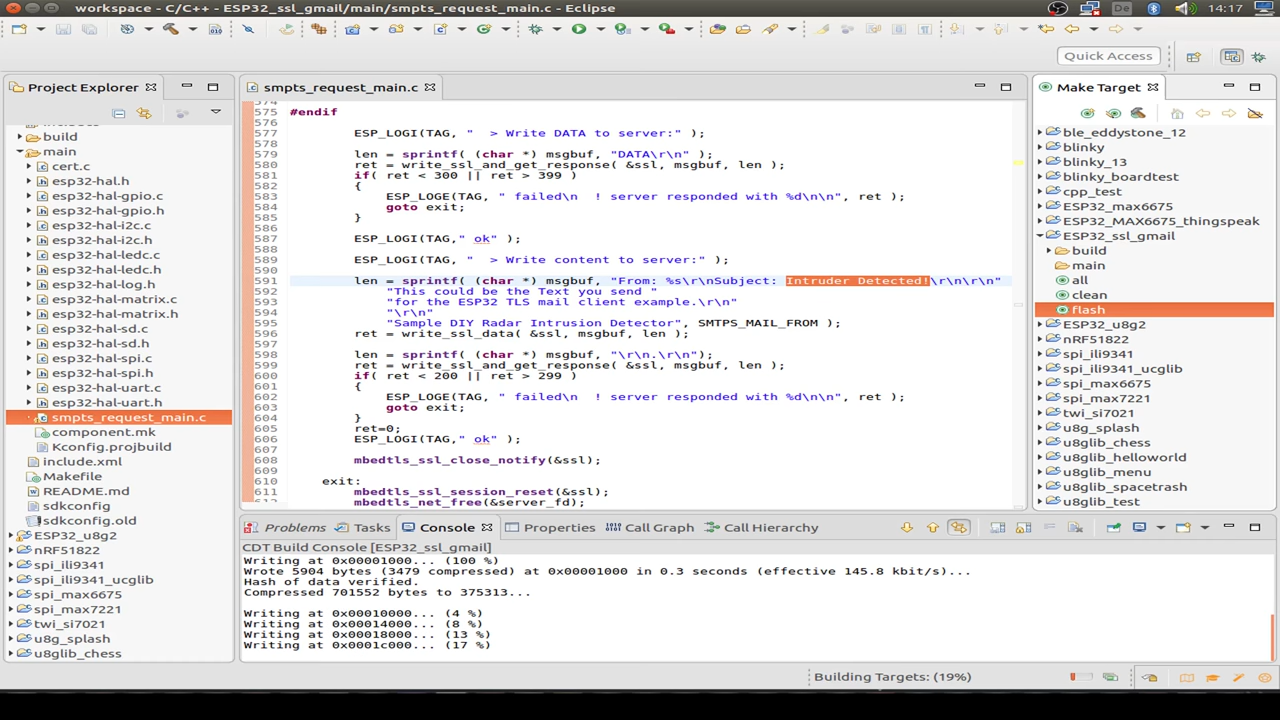 workspace - C/C++ - ESP32_ssl_gmail/main/smpts_request_main.c - Eclipse
De
14:17
Quick Access
Project Explorer
build
main
cert.c
esp32-hal.h
esp32-hal-gpio.c
esp32-hal-gpio.h
esp32-hal-i2c.c
esp32-hal-i2c.h
esp32-hal-ledc.c
esp32-hal-ledc.h
esp32-hal-log.h
esp32-hal-matrix.c
esp32-hal-matrix.h
esp32-hal-sd.c
esp32-hal-sd.h
esp32-hal-spi.c
esp32-hal-spi.h
esp32-hal-uart.c
esp32-hal-uart.h
smpts_request_main.c
component.mk
Kconfig.projbuild
include.xml
Makefile
README.md
sdkconfig
sdkconfig.old
ESP32_u8g2
nRF51822
spi_ili9341
spi_ili9341_ucglib
spi_max6675
spi_max7221
twi_si7021
u8g_splash
u8glib_chess
smpts_request_main.c
575 #endif
576
577 ESP_LOGI(TAG, "  > Write DATA to server:" );
578
579 len = sprintf( (char *) msgbuf, "DATA\r\n" );
580 ret = write_ssl_and_get_response( &ssl, msgbuf, len );
581 if( ret < 300 || ret > 399 )
582 {
583 ESP_LOGE(TAG, " failed\n  ! server responded with %d\n\n", ret );
584 goto exit;
585 }
586
587 ESP_LOGI(TAG," ok" );
588
589 ESP_LOGI(TAG, "  > Write content to server:" );
590
591 len = sprintf( (char *) msgbuf, "From: %s\r\nSubject: Intruder Detected!\r\n\r\n"
592 "This could be the Text you send "
593 "for the ESP32 TLS mail client example.\r\n"
594 "\r\n"
595 "Sample DIY Radar Intrusion Detector", SMTPS_MAIL_FROM );
596 ret = write_ssl_data( &ssl, msgbuf, len );
597
598 len = sprintf( (char *) msgbuf, "\r\n.\r\n");
599 ret = write_ssl_and_get_response( &ssl, msgbuf, len );
600 if( ret < 200 || ret > 299 )
601 {
602 ESP_LOGE(TAG, " failed\n  ! server responded with %d\n\n", ret );
603 goto exit;
604 }
605 ret=0;
606 ESP_LOGI(TAG," ok" );
607
608 mbedtls_ssl_close_notify(&ssl);
609
610 exit:
611 mbedtls_ssl_session_reset(&ssl);
mbedtls_net_free(&server_fd);
Make Target
ble_eddystone_12
blinky
blinky_13
blinky_boardtest
cpp_test
ESP32_max6675
ESP32_MAX6675_thingspeak
ESP32_ssl_gmail
build
main
all
clean
flash
ESP32_u8g2
nRF51822
spi_ili9341
spi_ili9341_ucglib
spi_max6675
spi_max7221
twi_si7021
u8g_splash
u8glib_chess
u8glib_helloworld
u8glib_menu
u8glib_spacetrash
u8glib_test
Problems Tasks Console Properties Call Graph Call Hierarchy
CDT Build Console [ESP32_ssl_gmail]
Writing at 0x00001000... (100 %)
Wrote 5904 bytes (3479 compressed) at 0x00001000 in 0.3 seconds (effective 145.8 kbit/s)...
Hash of data verified.
Compressed 701552 bytes to 375313...
Writing at 0x00010000... (4 %)
Writing at 0x00014000... (8 %)
Writing at 0x00018000... (13 %)
Writing at 0x0001c000... (17 %)
Building Targets: (19%)